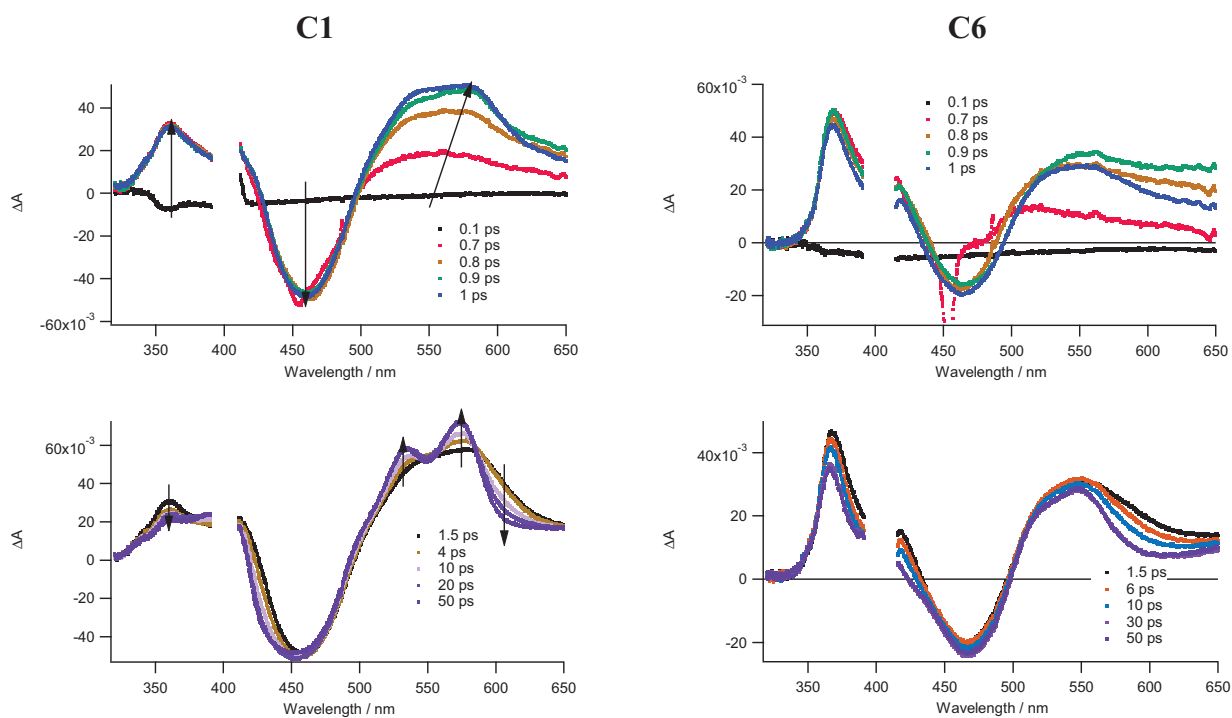 C1
C6
40
20
0
-20
-40
-60x10⁻³
ΔA
0.1 ps
0.7 ps
0.8 ps
0.9 ps
1 ps
350 400 450 500 550 600 650
Wavelength / nm
60x10⁻³
40
20
0
-20
ΔA
0.1 ps
0.7 ps
0.8 ps
0.9 ps
1 ps
350 400 450 500 550 600 650
Wavelength / nm
60x10⁻³
40
20
0
-20
-40
ΔA
1.5 ps
4 ps
10 ps
20 ps
50 ps
350 400 450 500 550 600 650
Wavelength / nm
40x10⁻³
20
0
-20
ΔA
1.5 ps
6 ps
10 ps
30 ps
50 ps
350 400 450 500 550 600 650
Wavelength / nm